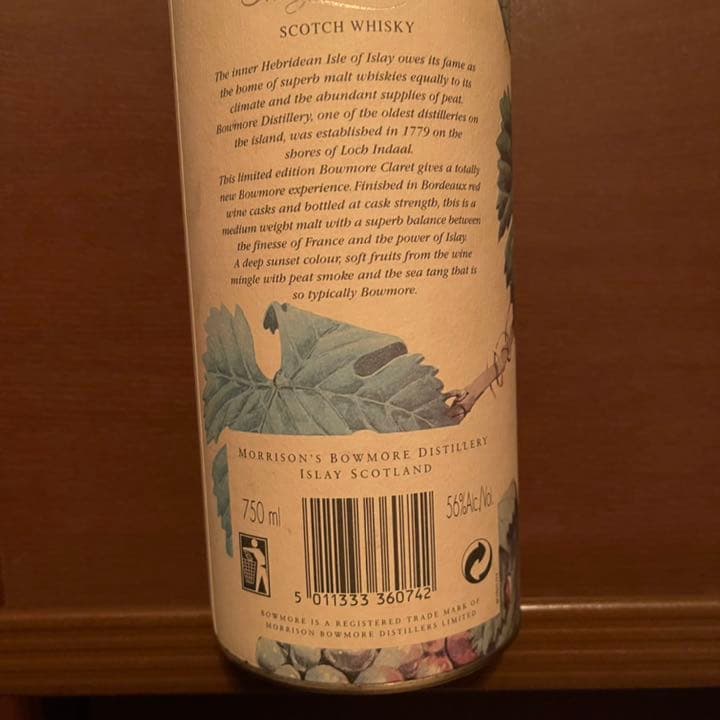 SCOTCH WHISKY
The inner Hebridean Isle of Islay owes its fame as
the home of superb malt whiskies equally to its
climate and the abundant supplies of peat.
Bowmore Distillery, one of the oldest distilleries on
the island, was established in 1779 on the
shores of Loch Indaal.
This limited edition Bowmore Claret gives a totally
new Bowmore experience. Finished in Bordeaux red
wine casks and bottled at cask strength, this is a
medium weight malt with a superb balance between
the finesse of France and the power of Islay.
A deep sunset colour, soft fruits from the wine
mingle with peat smoke and the sea tang that is
so typically Bowmore.
MORRISON'S BOWMORE DISTILLERY
ISLAY SCOTLAND
750 ml
56%Alc/Vol.
5 011333 360742
BOWMORE IS A REGISTERED TRADE MARK OF
MORRISON BOWMORE DISTILLERS LIMITED